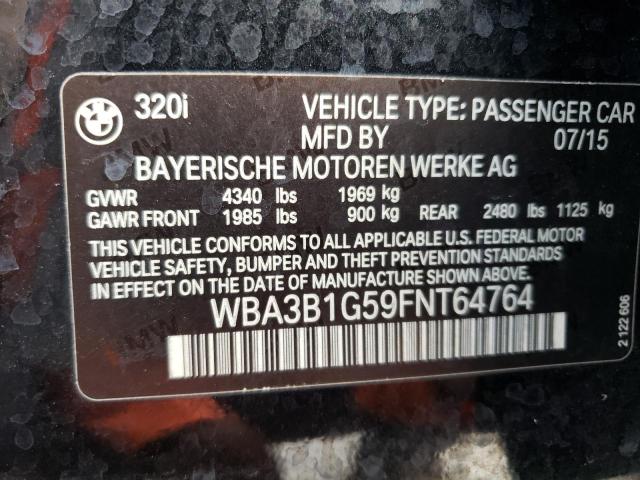 320i VEHICLE TYPE: PASSENGER CAR
MFD BY 07/15
BAYERISCHE MOTOREN WERKE AG
GVWR 4340 lbs 1969 kg
GAWR FRONT 1985 lbs 900 kg REAR 2480 lbs 1125 kg
THIS VEHICLE CONFORMS TO ALL APPLICABLE U.S. FEDERAL MOTOR
VEHICLE SAFETY, BUMPER AND THEFT PREVENTION STANDARDS
IN EFFECT ON THE DATE OF MANUFACTURE SHOWN ABOVE.
WBA3B1G59FNT64764
2 122 606